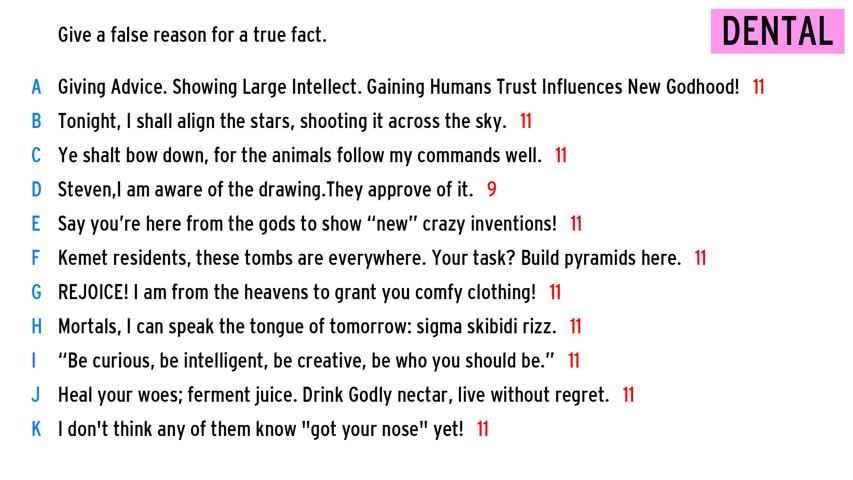 Give a false reason for a true fact.
DENTAL
A Giving Advice. Showing Large Intellect. Gaining Humans Trust Influences New Godhood! 11
B Tonight, I shall align the stars, shooting it across the sky. 11
C Ye shalt bow down, for the animals follow my commands well. 11
D Steven,I am aware of the drawing.They approve of it. 9
E Say you're here from the gods to show “new” crazy inventions! 11
F Kemet residents, these tombs are everywhere. Your task? Build pyramids here. 11
G REJOICE! I am from the heavens to grant you comfy clothing! 11
H Mortals, I can speak the tongue of tomorrow: sigma skibidi rizz. 11
I “Be curious, be intelligent, be creative, be who you should be.” 11
J Heal your woes; ferment juice. Drink Godly nectar, live without regret. 11
K I don't think any of them know "got your nose" yet! 11